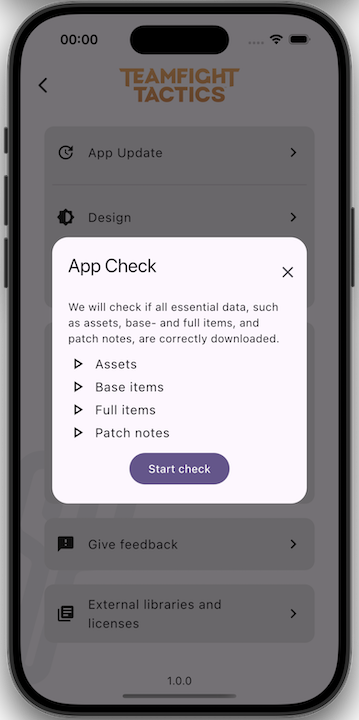 00:00
TEAMFIGHT
TACTICS
App Update
Design
App Check
We will check if all essential data, such
as assets, base- and full items, and
patch notes, are correctly downloaded.
Assets
Base items
Full items
Patch notes
Start check
Give feedback
External libraries and
licenses
1.0.0